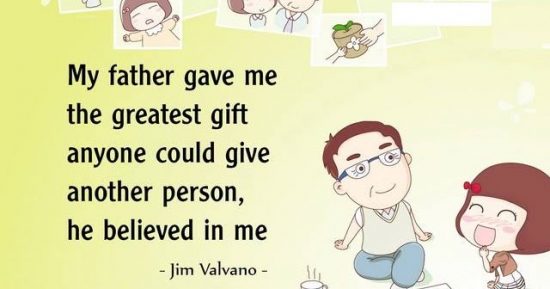 My father gave me
the greatest gift
anyone could give
another person,
he believed in me
- Jim Valvano -